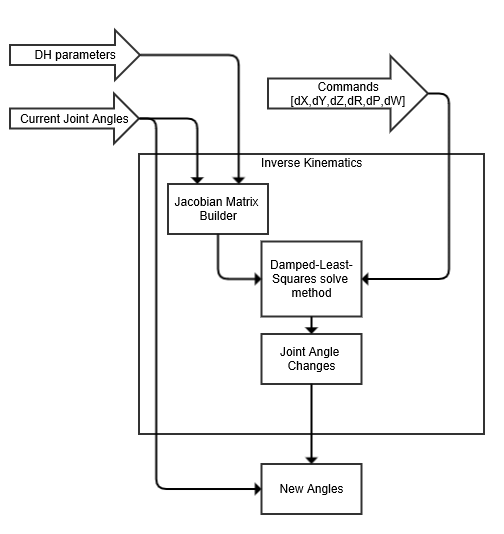 DH parameters
Commands
[dX,dY,dZ,dR,dP,dW]
Current Joint Angles
Inverse Kinematics
Jacobian Matrix
Builder
Damped-Least-
Squares solve
method
Joint Angle
Changes
New Angles